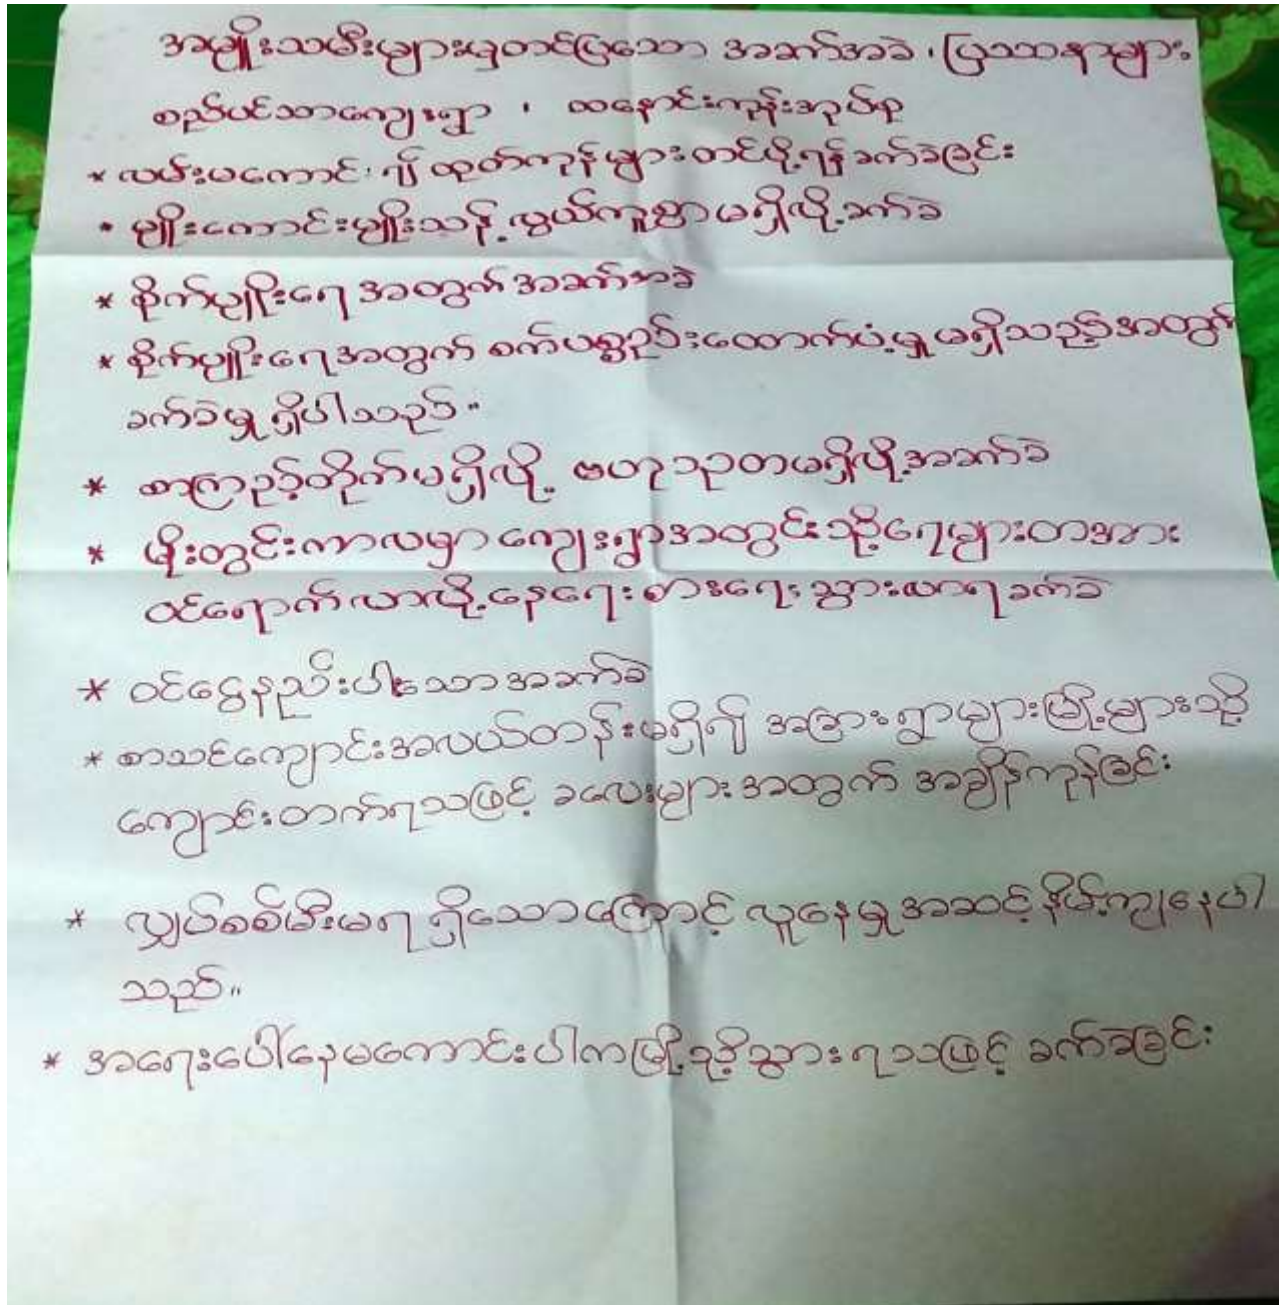 အမျိုးသမီးများမှတင်ပြသော အခက်အခဲ၊ ပြဿနာများ
စည်ပင်သာကျေးရွာ ၊ ထနောင်းကုန်းအုပ်စု
* လမ်းမကောင်း၍ ထုတ်ကုန်များတင်ပို့ရန်ခက်ခဲခြင်း
* မျိုးကောင်းမျိုးသန့်လွယ်ကူစွာမရှိလို့ခက်ခဲ
* စိုက်မျိုးရေအတွက်အခက်အခဲ
* စိုက်မျိုးရေအတွက် စက်ပစ္စည်းထောက်ပံ့မှုမရှိသည့်အတွက်
ခက်ခဲမှုရှိပါသည်။
* စာကြည့်တိုက်မရှိလို့ ဗဟုသုတမရှိလို့အခက်ခဲ
* မိုးတွင်းကာလမှာကျေးရွာအတွင်းသို့ရေများတအား
ဝင်ရောက်လာလို့နေရေးစားရေးသွားလာရခက်ခဲ
* ဝင်ငွေနည်းပါးသောအခက်ခဲ
* စာသင်ကျောင်းအလယ်တန်းမရှိ၍ အခြားရွာများမြို့များသို့
ကျောင်းတက်ရသဖြင့် ခလေးများအတွက် အချိန်ကုန်ခြင်း
* လျှပ်စစ်မီးမရရှိသောကြောင့်လူနေမှုအဆင့်နိမ့်ကျနေပါ
သည်။
* အရေးပေါ်နေမကောင်းပါကမြို့သို့သွားရသဖြင့် ခက်ခဲခြင်း